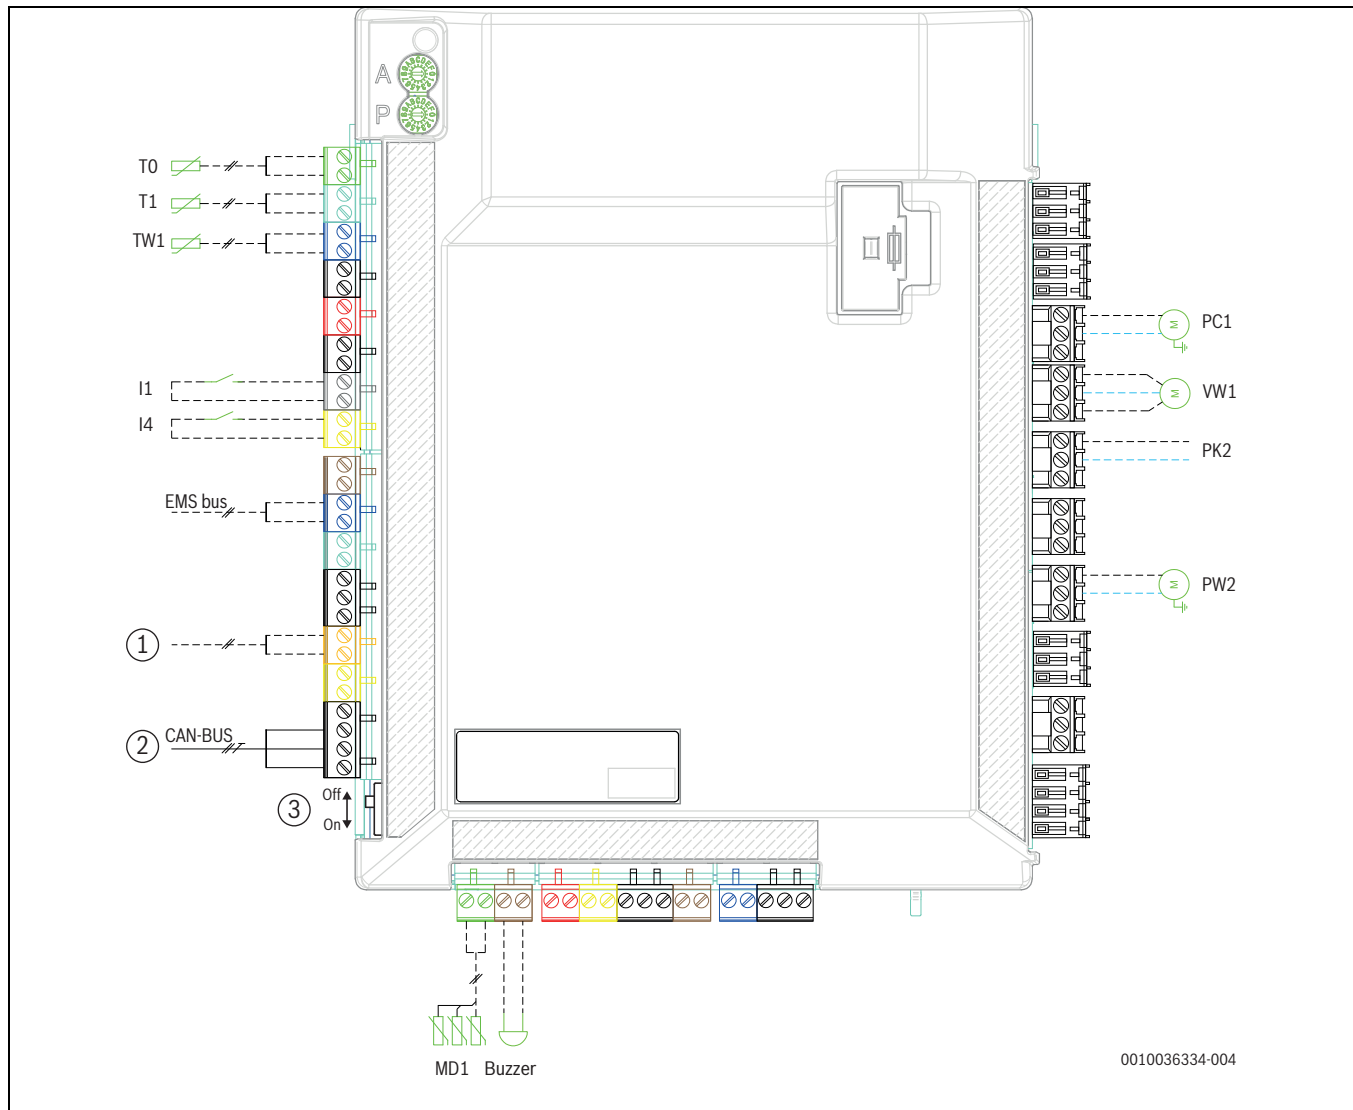 A
P
T0
T1
TW1
I1
I4
EMS bus
1
2
CAN-BUS
3
Off
On
PC1
M
VW1
M
PK2
PW2
M
MD1
Buzzer
0010036334-004